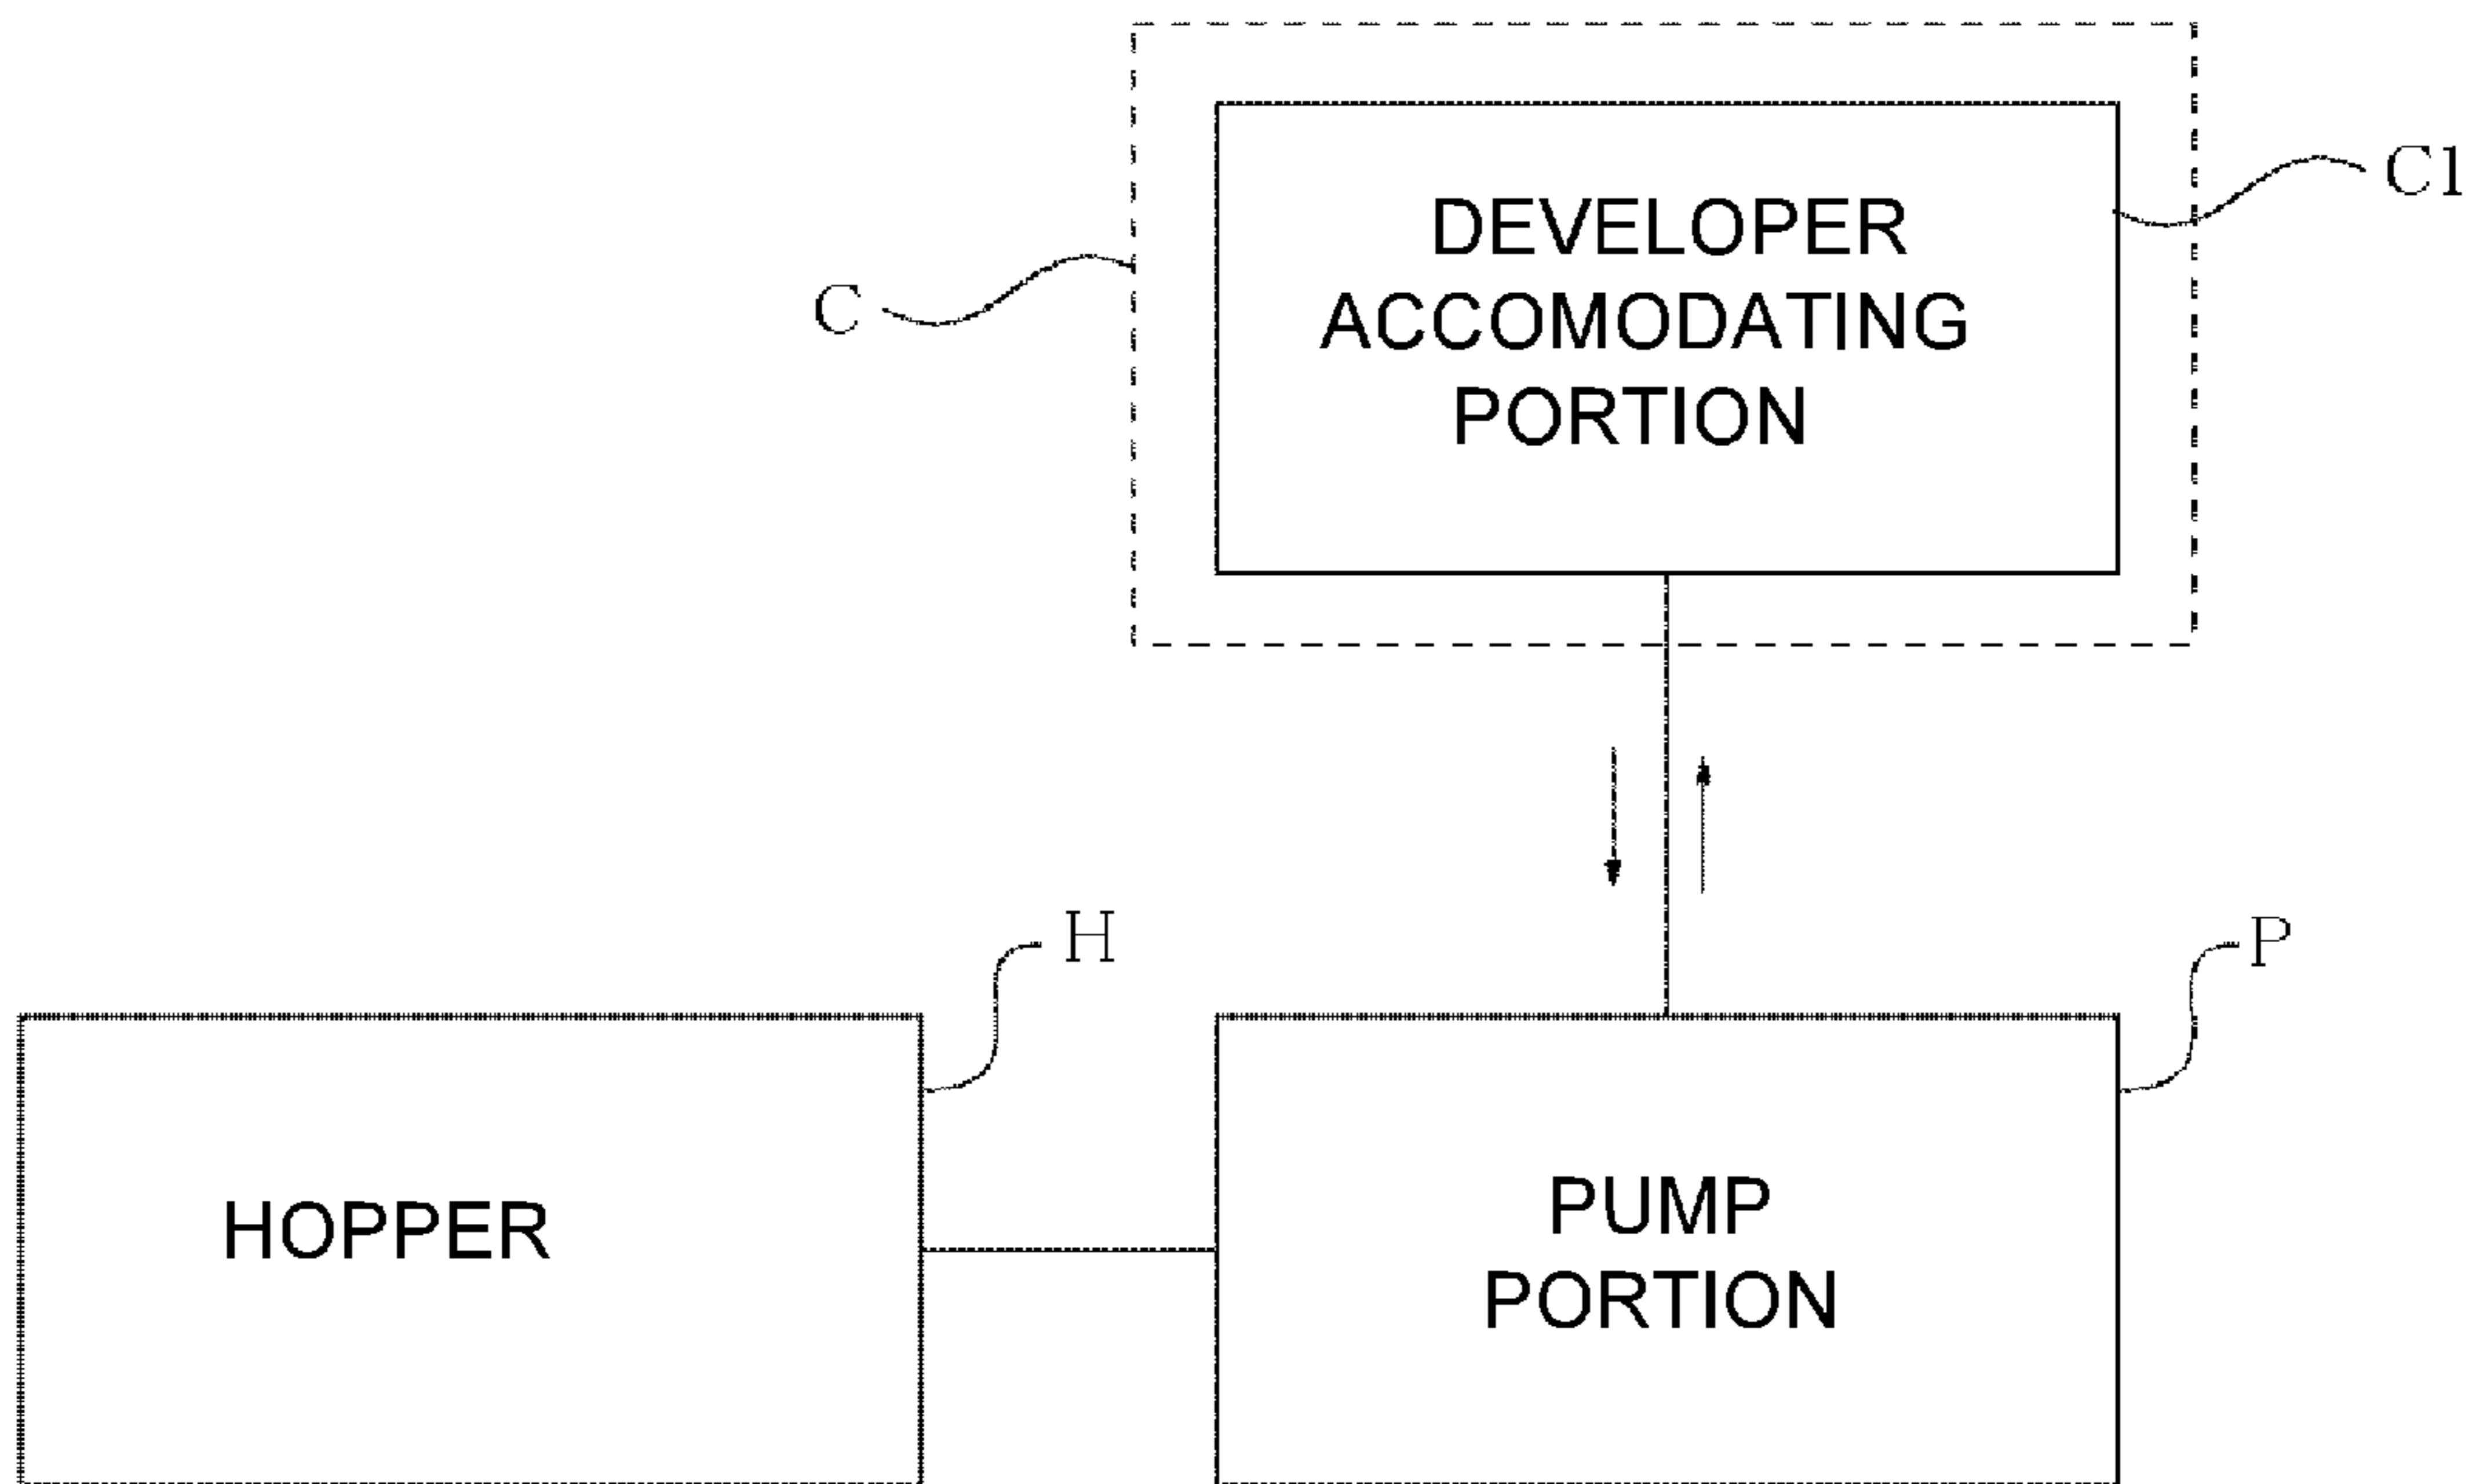 C1
DEVELOPER
ACCOMODATING
PORTION
C
H
P
HOPPER
PUMP
PORTION